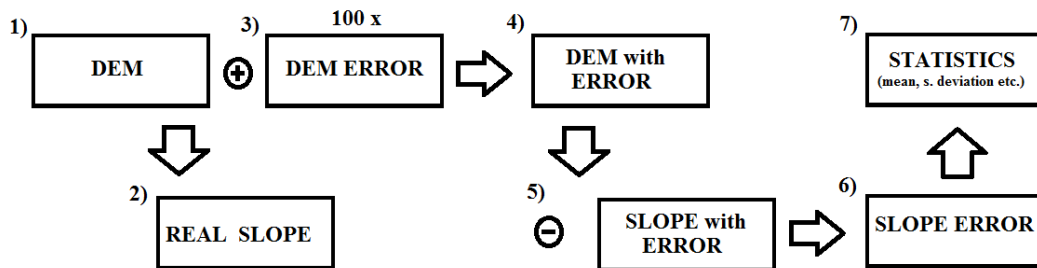 1)
DEM
3)
100 x
DEM ERROR
4)
DEM with
ERROR
7)
STATISTICS
(mean, s. deviation etc.)
2)
REAL SLOPE
5)
SLOPE with
ERROR
6)
SLOPE ERROR